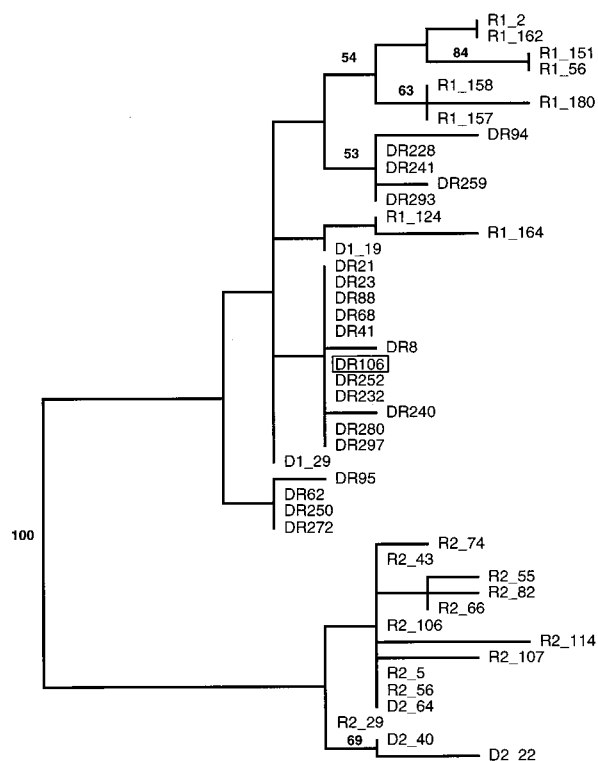 R1_2
R1_162
54
84
R1_151
R1_56
63
R1_158
R1_180
R1_157
DR94
53
DR228
DR241
DR259
DR293
R1_124
R1_164
D1_19
DR21
DR23
DR88
DR68
DR41
DR8
DR106
DR252
DR232
DR240
DR280
DR297
D1_29
DR95
DR62
DR250
DR272
100
R2_74
R2_43
R2_55
R2_82
R2_66
R2_106
R2_114
R2_107
R2_5
R2_56
D2_64
R2_29
69
D2_40
D2_22